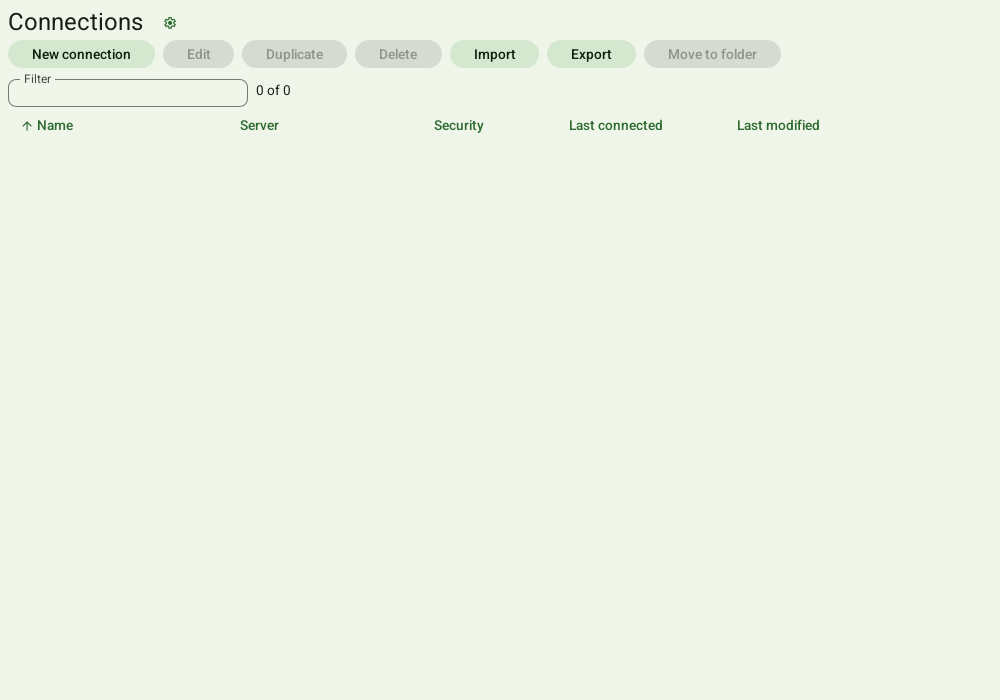 Connections
New connection Edit Duplicate Delete Import Export Move to folder
Filter
0 of 0
Name Server Security Last connected Last modified